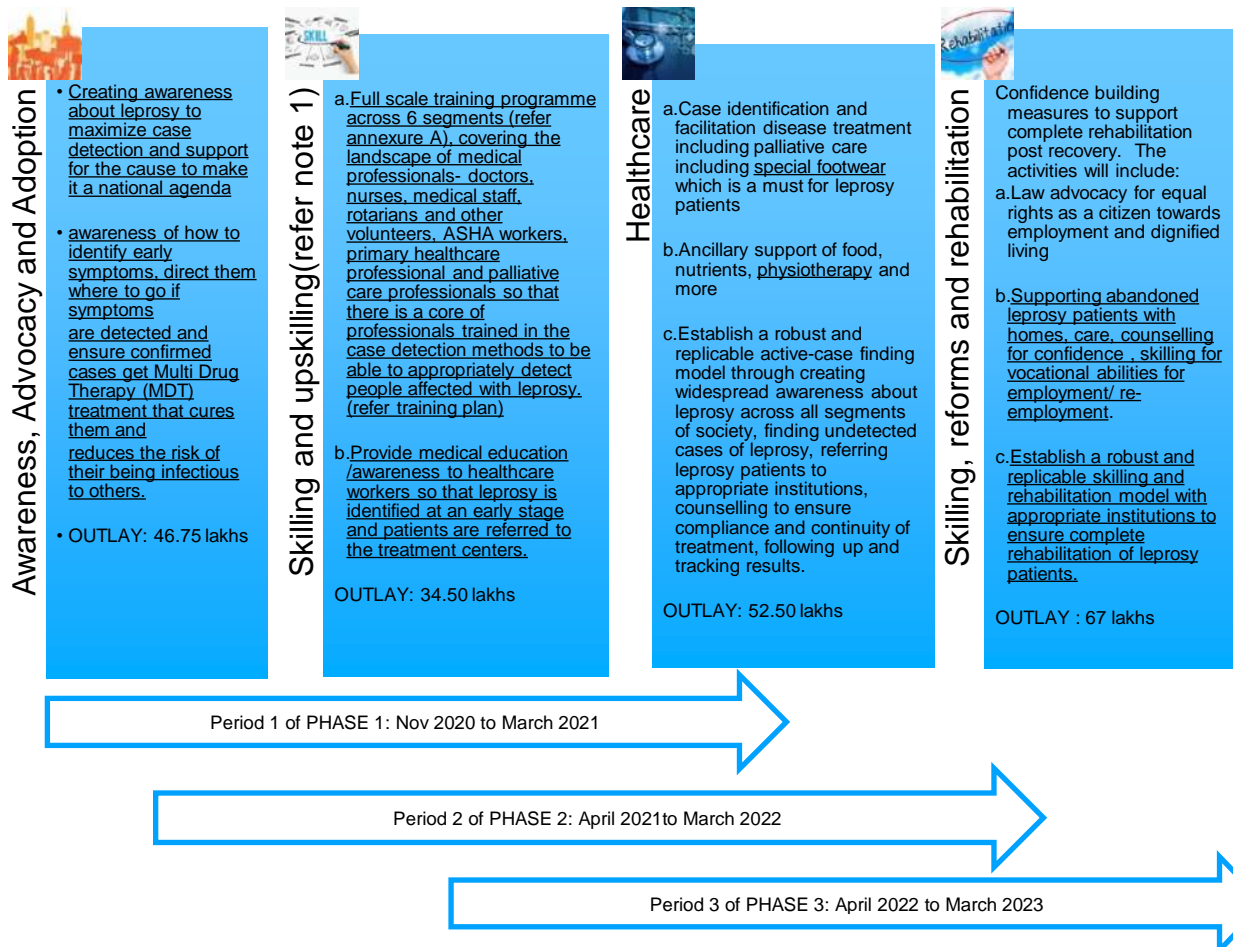 SKILL
Rehabilitation
Awareness, Advocacy and Adoption
• Creating awareness
about leprosy to
maximize case
detection and support
for the cause to make
it a national agenda
• awareness of how to
identify early
symptoms, direct them
where to go if
symptoms
are detected and
ensure confirmed
cases get Multi Drug
Therapy (MDT)
treatment that cures
them and
reduces the risk of
their being infectious
to others.
• OUTLAY: 46.75 lakhs
Skilling and upskilling(refer note 1)
a.Full scale training programme
across 6 segments (refer
annexure A), covering the
landscape of medical
professionals- doctors,
nurses, medical staff,
rotarians and other
volunteers, ASHA workers,
primary healthcare
professional and palliative
care professionals so that
there is a core of
professionals trained in the
case detection methods to be
able to appropriately detect
people affected with leprosy.
(refer training plan)
b.Provide medical education
/awareness to healthcare
workers so that leprosy is
identified at an early stage
and patients are referred to
the treatment centers.
OUTLAY: 34.50 lakhs
Healthcare
a.Case identification and
facilitation disease treatment
including palliative care
including special footwear
which is a must for leprosy
patients
b.Ancillary support of food,
nutrients, physiotherapy and
more
c.Establish a robust and
replicable active-case finding
model through creating
widespread awareness about
leprosy across all segments
of society, finding undetected
cases of leprosy, referring
leprosy patients to
appropriate institutions,
counselling to ensure
compliance and continuity of
treatment, following up and
tracking results.
OUTLAY: 52.50 lakhs
Skilling, reforms and rehabilitation
Confidence building
measures to support
complete rehabilitation
post recovery. The
activities will include:
a.Law advocacy for equal
rights as a citizen towards
employment and dignified
living
b.Supporting abandoned
leprosy patients with
homes, care, counselling
for confidence , skilling for
vocational abilities for
employment/ re-
employment.
c.Establish a robust and
replicable skilling and
rehabilitation model with
appropriate institutions to
ensure complete
rehabilitation of leprosy
patients.
OUTLAY : 67 lakhs
Period 1 of PHASE 1: Nov 2020 to March 2021
Period 2 of PHASE 2: April 2021to March 2022
Period 3 of PHASE 3: April 2022 to March 2023